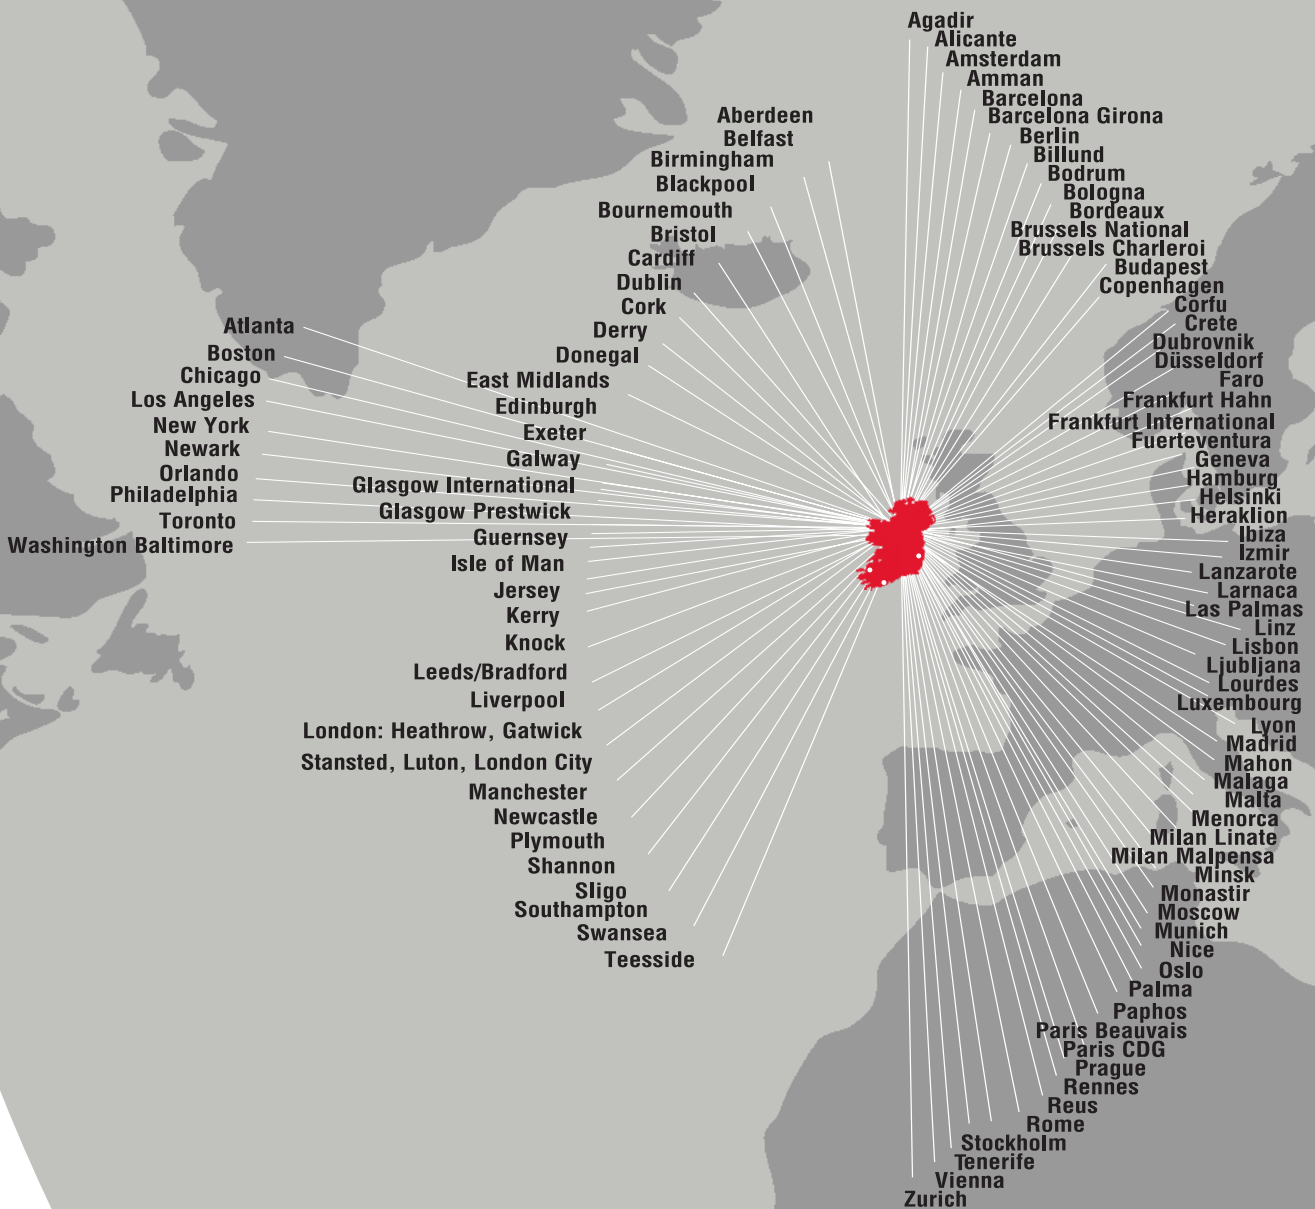 Atlanta
Boston
Chicago
Los Angeles
New York
Newark
Orlando
Philadelphia
Toronto
Washington Baltimore
Aberdeen
Belfast
Birmingham
Blackpool
Bournemouth
Bristol
Cardiff
Dublin
Cork
Derry
Donegal
East Midlands
Edinburgh
Exeter
Galway
Glasgow International
Glasgow Prestwick
Guernsey
Isle of Man
Jersey
Kerry
Knock
Leeds/Bradford
Liverpool
London: Heathrow, Gatwick
Stansted, Luton, London City
Manchester
Newcastle
Plymouth
Shannon
Sligo
Southampton
Swansea
Teesside
Agadir
Alicante
Amsterdam
Amman
Barcelona
Barcelona Girona
Berlin
Billund
Bodrum
Bologna
Bordeaux
Brussels National
Brussels Charleroi
Budapest
Copenhagen
Corfu
Crete
Dubrovnik
Düsseldorf
Faro
Frankfurt Hahn
Frankfurt International
Fuerteventura
Geneva
Hamburg
Helsinki
Heraklion
Ibiza
Izmir
Lanzarote
Larnaca
Las Palmas
Linz
Lisbon
Ljubljana
Lourdes
Luxembourg
Lyon
Madrid
Mahon
Malaga
Malta
Menorca
Milan Linate
Milan Malpensa
Minsk
Monastir
Moscow
Munich
Nice
Oslo
Palma
Paphos
Paris Beauvais
Paris CDG
Prague
Rennes
Reus
Rome
Stockholm
Tenerife
Vienna
Zurich